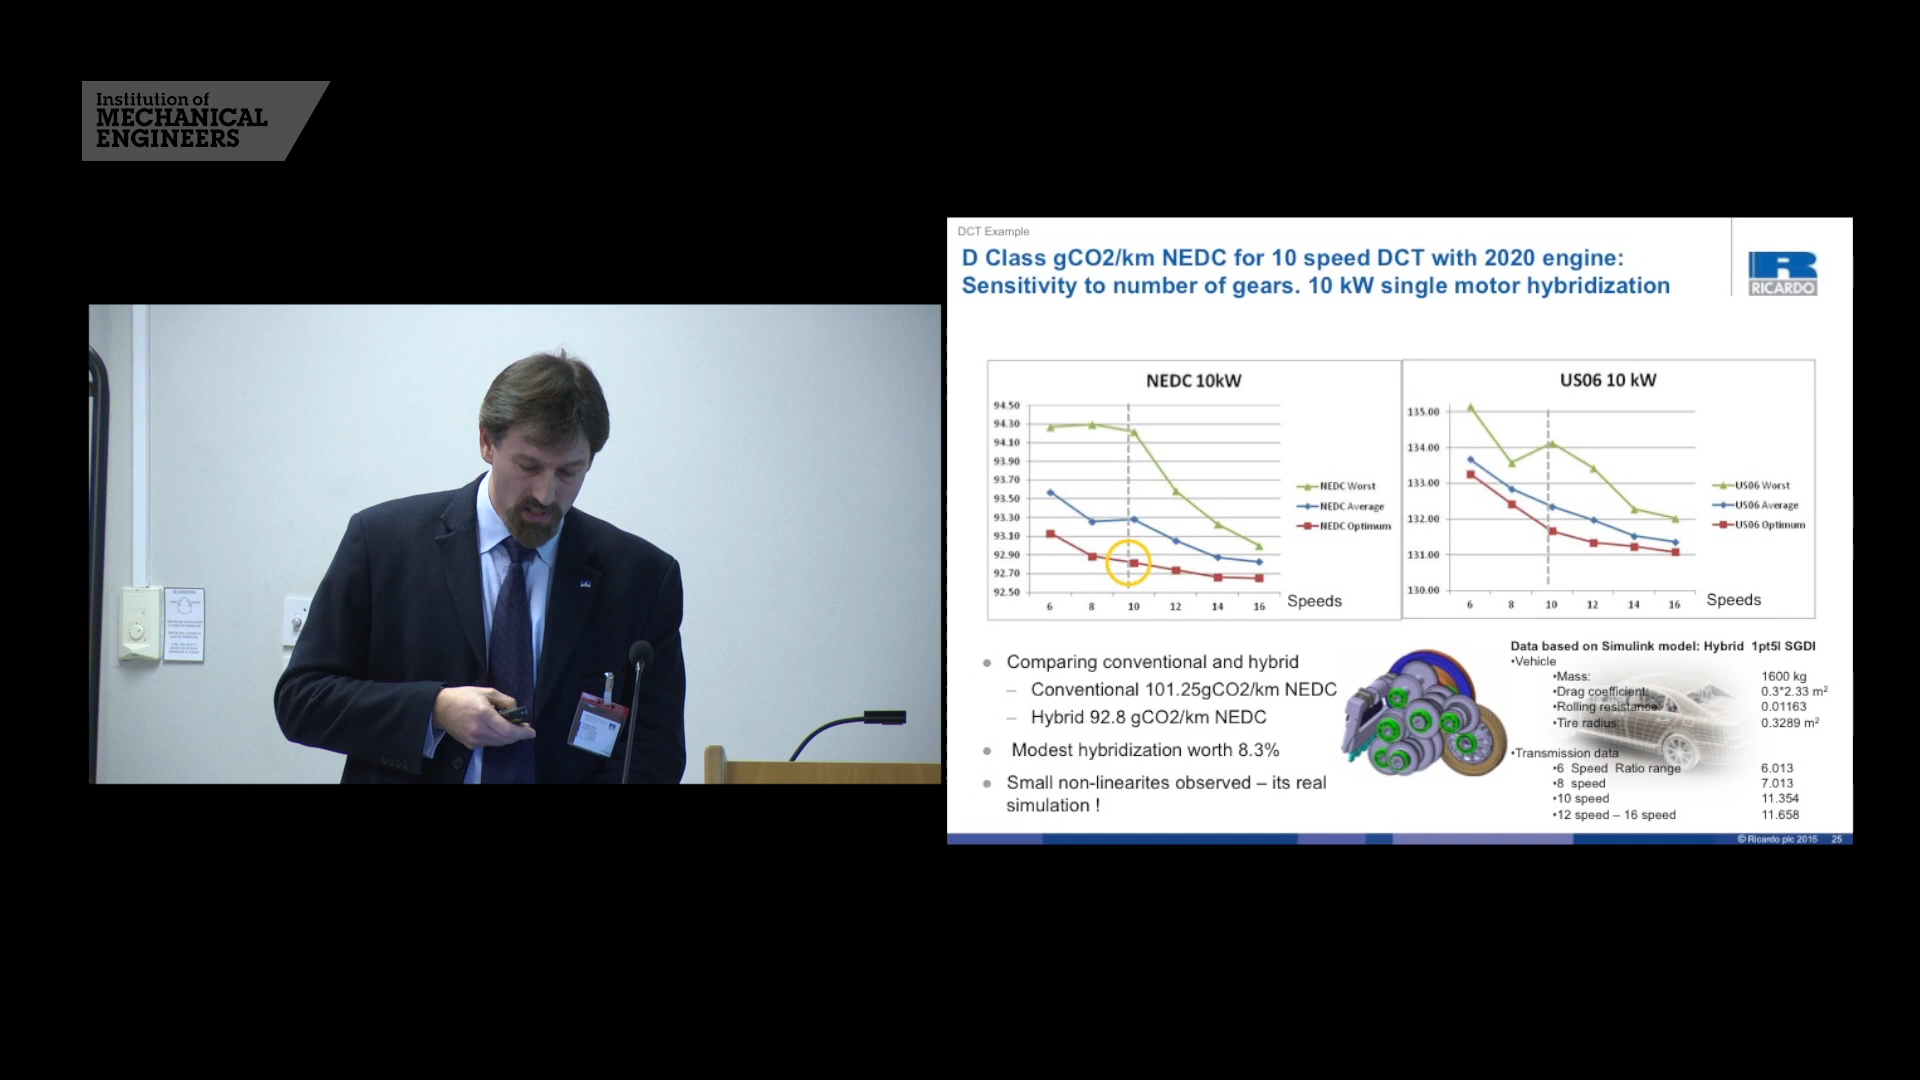 Institution of
MECHANICAL
ENGINEERS
DCT Example
D Class gCO2/km NEDC for 10 speed DCT with 2020 engine:
Sensitivity to number of gears. 10 kW single motor hybridization
RICARDO
NEDC 10kW
94.50
94.30
94.10
93.90
93.70
93.50
93.30
93.10
92.90
92.70
92.50
6 8 10 12 14 16
Speeds
NEDC Worst
NEDC Average
NEDC Optimum
US06 10 kW
135.00
134.00
133.00
132.00
131.00
130.00
6 8 10 12 14 16
Speeds
US06 Worst
US06 Average
US06 Optimum
• Comparing conventional and hybrid
– Conventional 101.25gCO2/km NEDC
– Hybrid 92.8 gCO2/km NEDC
• Modest hybridization worth 8.3%
• Small non-linearites observed – its real
simulation !
Data based on Simulink model: Hybrid 1pt5l SGDI
•Vehicle
•Mass: 1600 kg
•Drag coefficient: 0.3*2.33 m²
•Rolling resistance: 0.01163
•Tire radius: 0.3289 m²
•Transmission data
•6 Speed Ratio range 6.013
•8 speed 7.013
•10 speed 11.354
•12 speed – 16 speed 11.658
© Ricardo plc 2015 25